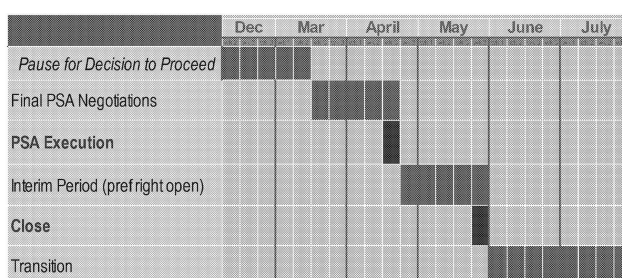 Dec Mar April May June July
Pause for Decision to Proceed
Final PSA Negotiations
PSA Execution
Interim Period (pref right open)
Close
Transition